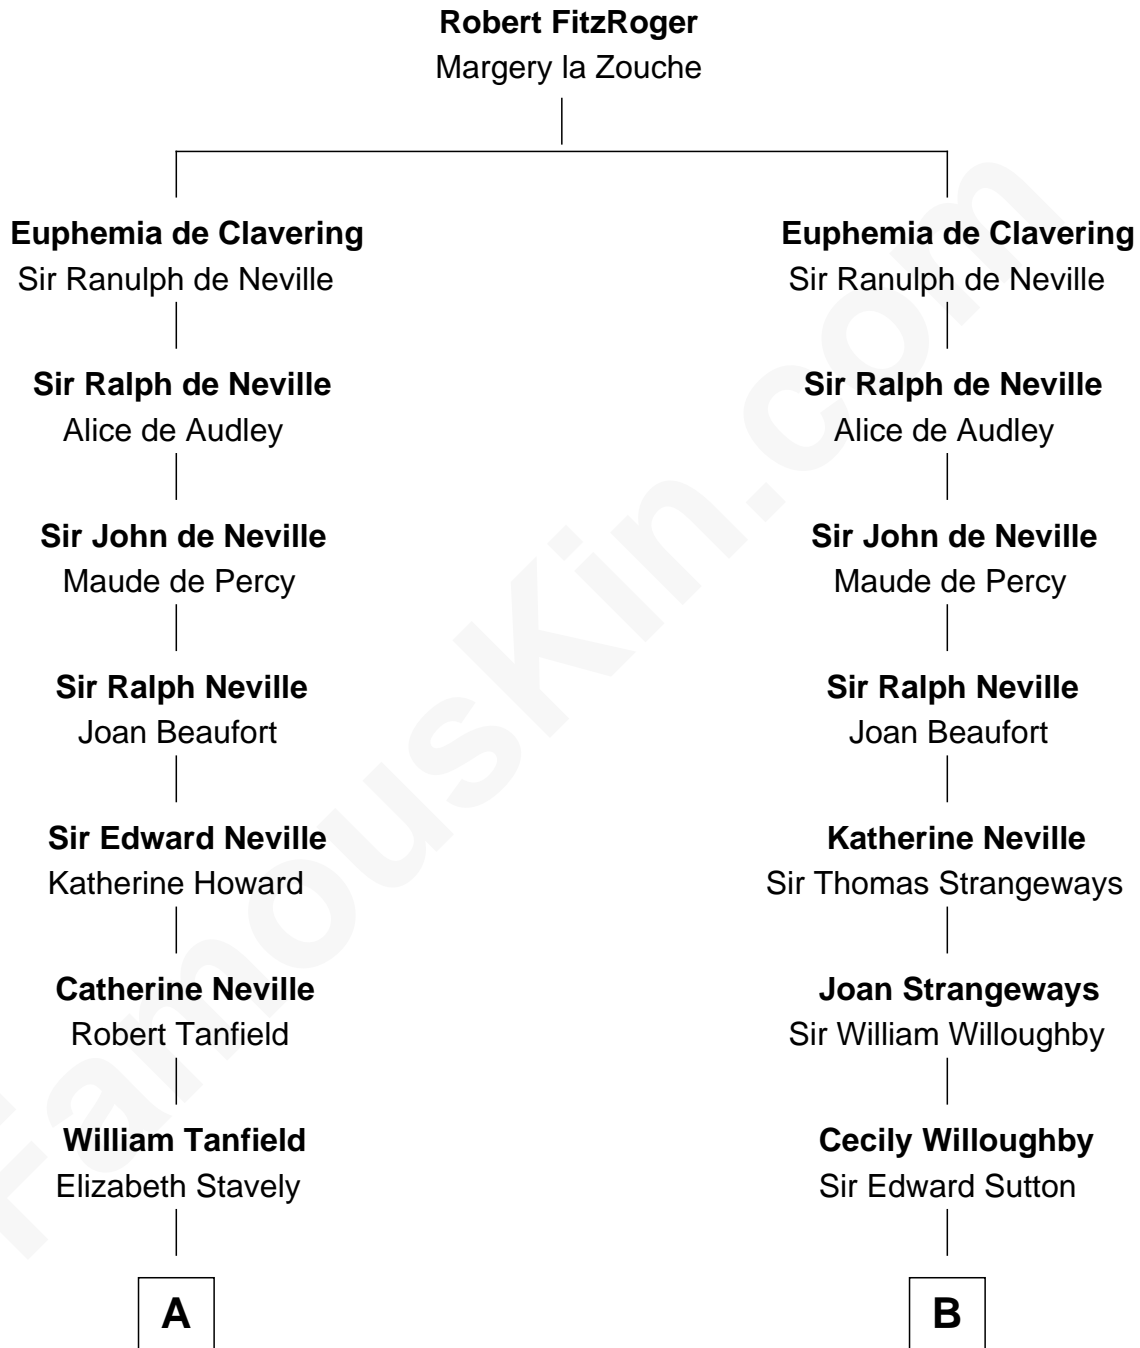 Robert FitzRoger
Margery la Zouche
Euphemia de Clavering
Sir Ranulph de Neville
Euphemia de Clavering
Sir Ranulph de Neville
Sir Ralph de Neville
Alice de Audley
Sir Ralph de Neville
Alice de Audley
Sir John de Neville
Maude de Percy
Sir John de Neville
Maude de Percy
Sir Ralph Neville
Joan Beaufort
Sir Ralph Neville
Joan Beaufort
Sir Edward Neville
Katherine Howard
Katherine Neville
Sir Thomas Strangeways
Catherine Neville
Robert Tanfield
Joan Strangeways
Sir William Willoughby
William Tanfield
Elizabeth Stavely
Cecily Willoughby
Sir Edward Sutton
A
B
FamousKin.com